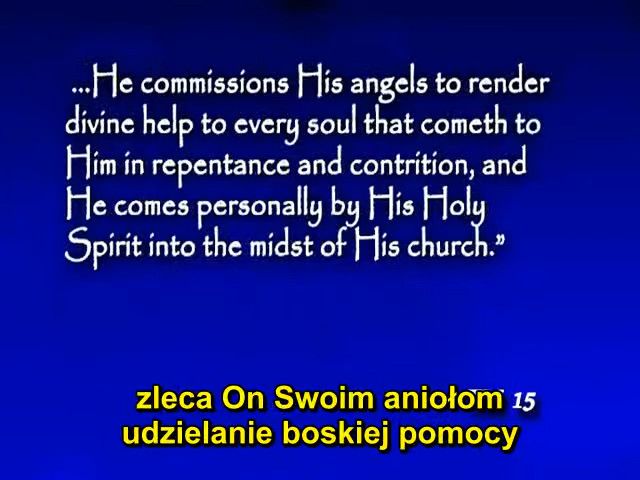 ...He commissions His angels to render
divine help to every soul that cometh to
Him in repentance and contrition, and
He comes personally by His Holy
Spirit into the midst of His church.”
zleca On Swoim aniołom 15
udzielanie boskiej pomocy